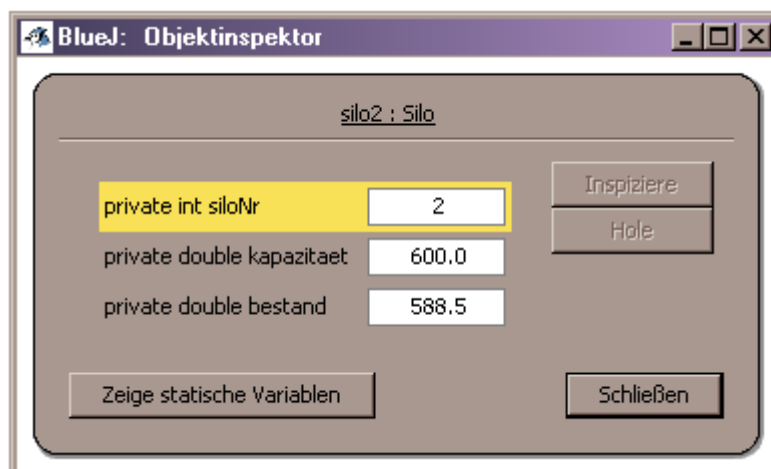 BlueJ: Objektinspektor
silo2 : Silo
private int siloNr 2
private double kapazitaet 600.0
private double bestand 588.5
Inspiziere
Hole
Zeige statische Variablen
Schließen